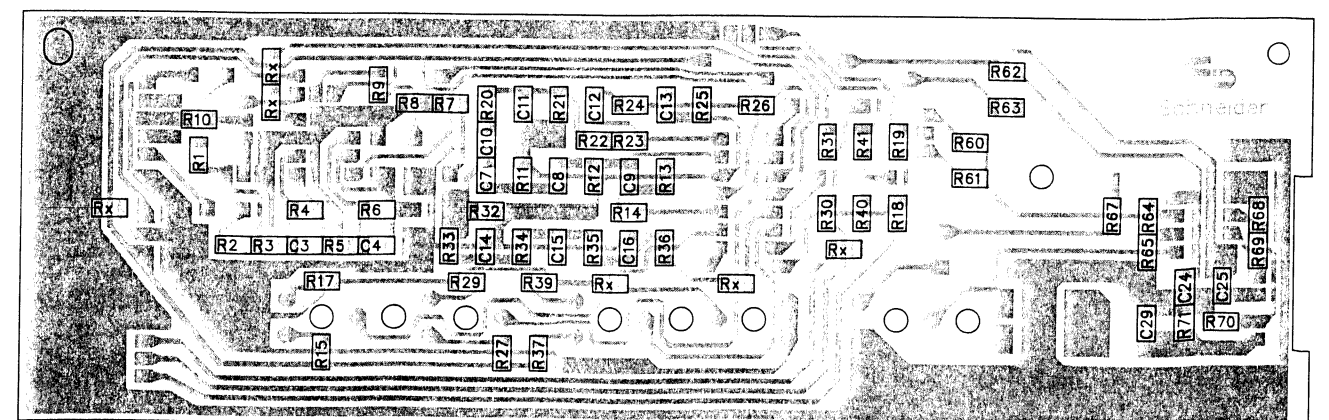 Rx
R62
R9
Rx
R8 R7
R20
C11
R21
C12
R24
C13
R25
R26
R63
Schneider
R10
C10
R22 R23
R31
R41
R19
R60
R1
C7
R11
C8
R12
C9
R13
R61
Rx
R4
R6
R32
R14
R30
R40
R18
R67
R64
R68
R2 R3 C3 R5 C4
R33
C14
R34
C15
R35
C16
R36
Rx
R65
R69
R17
R29
R39
Rx
Rx
C24
C25
R15
R27
R37
C29
R71
R70